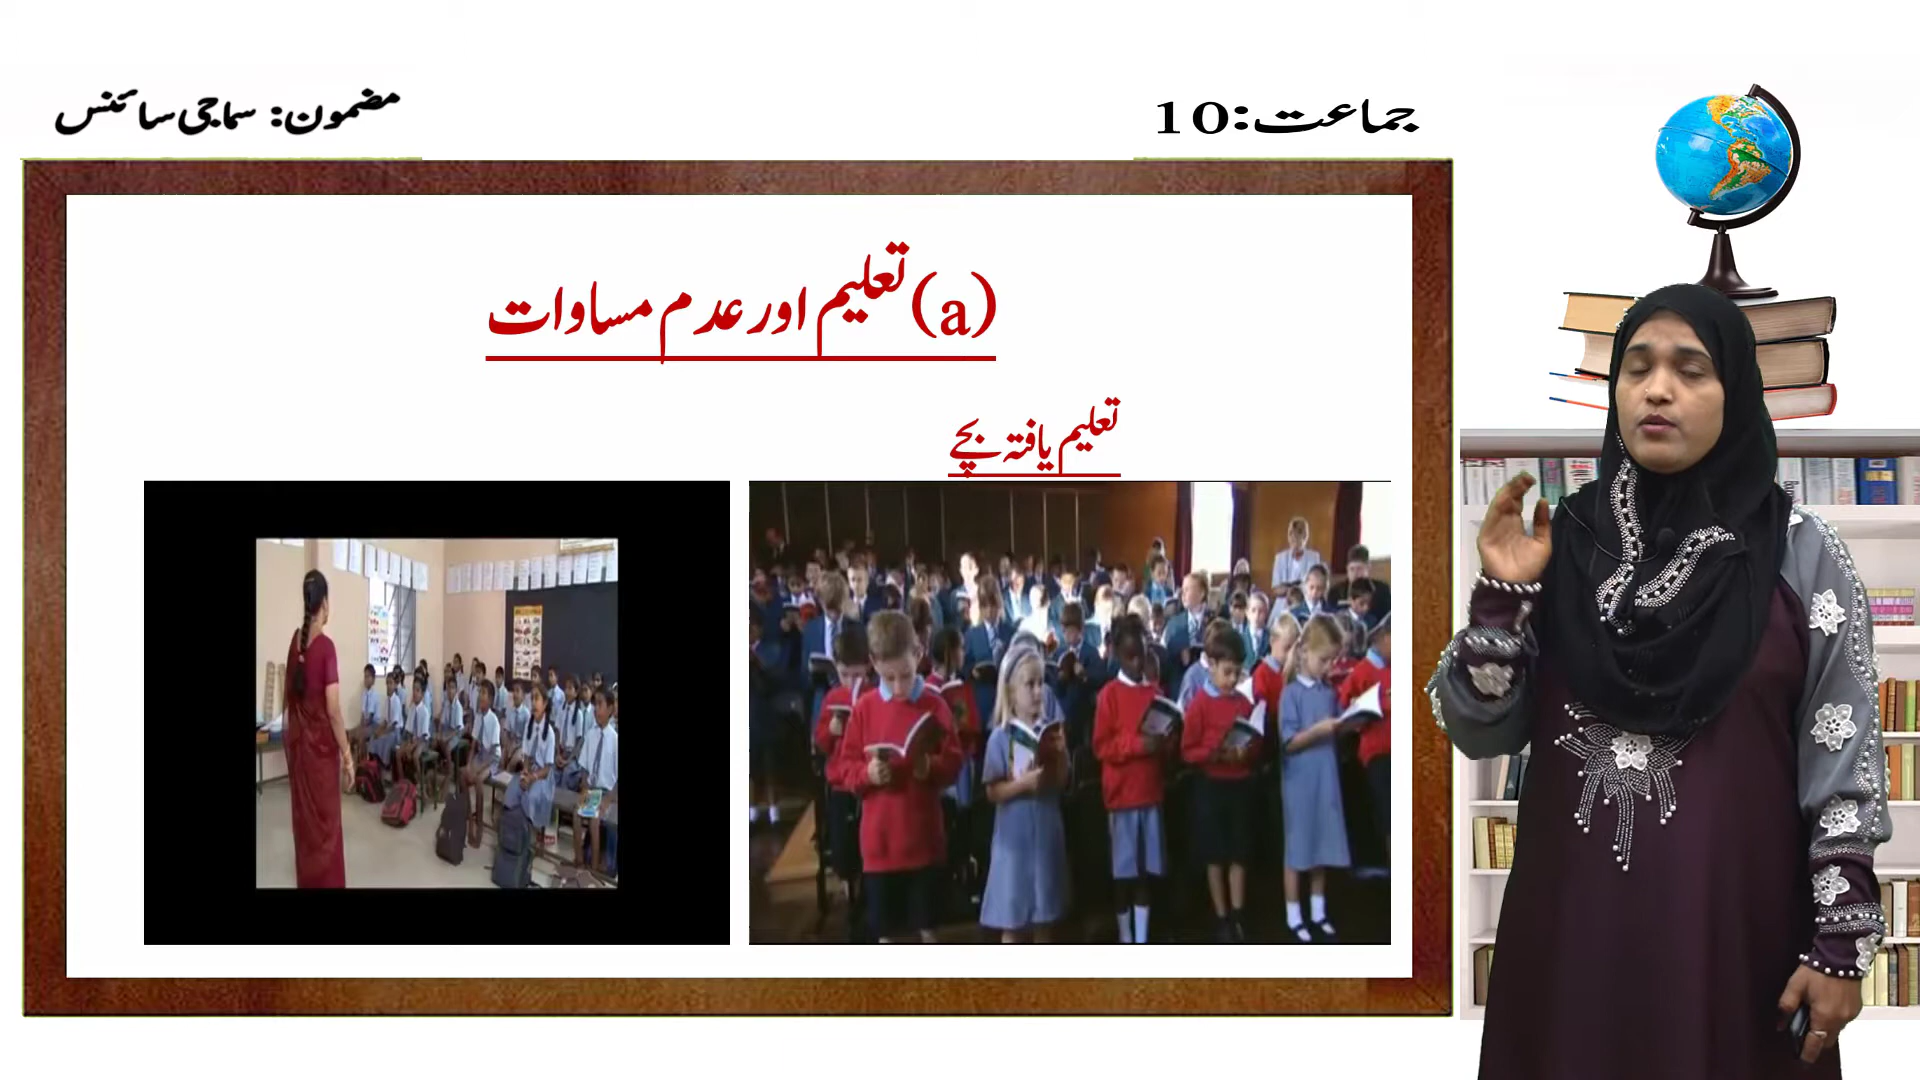 جماعت:10
مضمون: سماجی سائنس
(a) تعلیم اور عدم مساوات
تعلیم یافتہ بچے